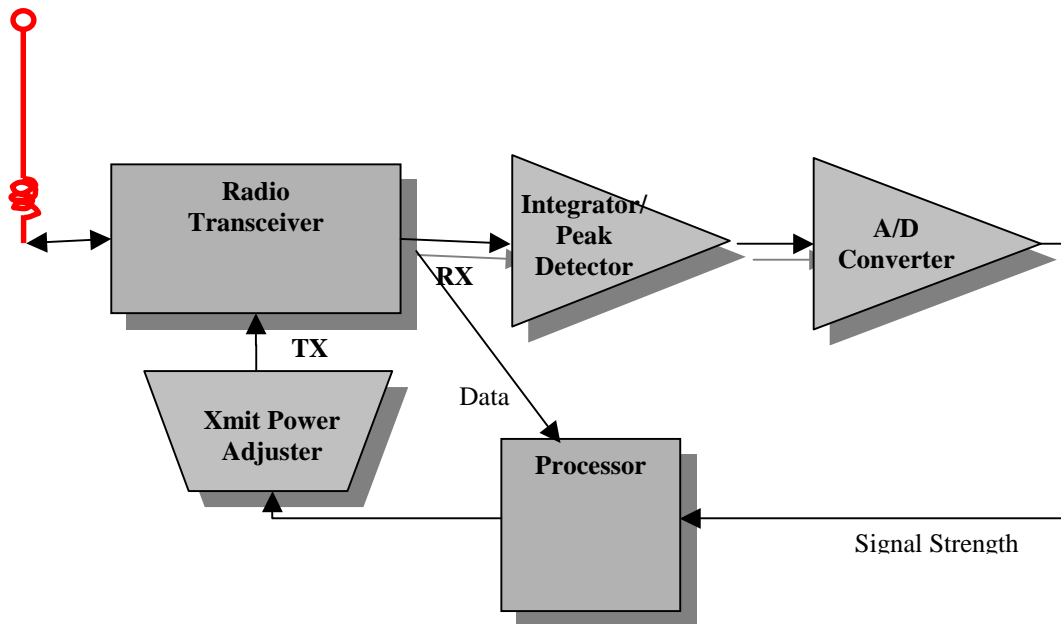 Radio
Transceiver
Integrator/
Peak
Detector
A/D
Converter
RX
TX
Data
Xmit Power
Adjuster
Processor
Signal Strength